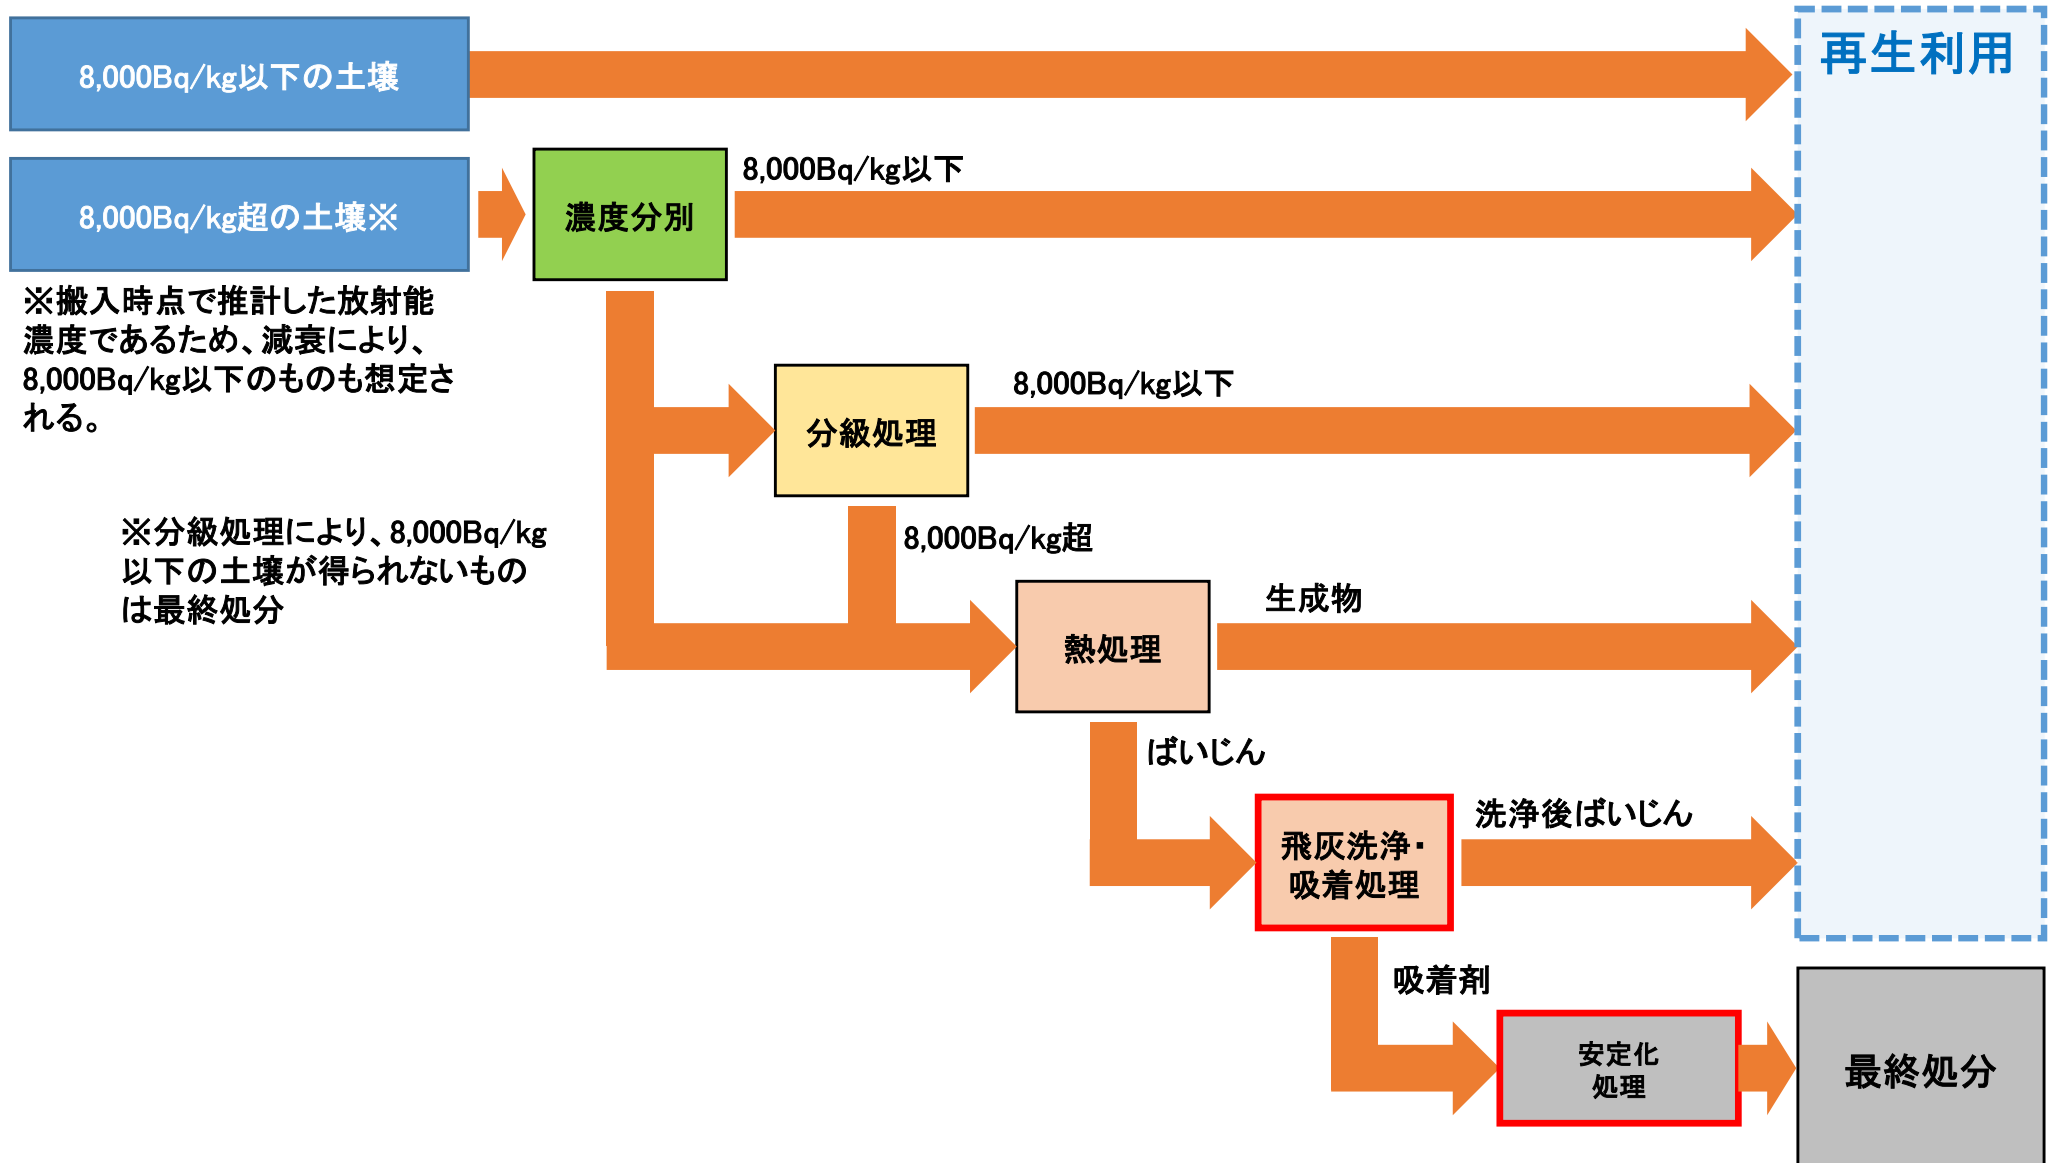 8,000Bq/kg以下の土壌
再生利用
8,000Bq/kg超の土壌※
濃度分別
8,000Bq/kg以下
※搬入時点で推計した放射能
濃度であるため、減衰により、
8,000Bq/kg以下のものも想定さ
れる。
分級処理
8,000Bq/kg以下
※分級処理により、8,000Bq/kg
以下の土壌が得られないもの
は最終処分
8,000Bq/kg超
熱処理
生成物
ばいじん
飛灰洗浄・
吸着処理
洗浄後ばいじん
吸着剤
安定化
処理
最終処分